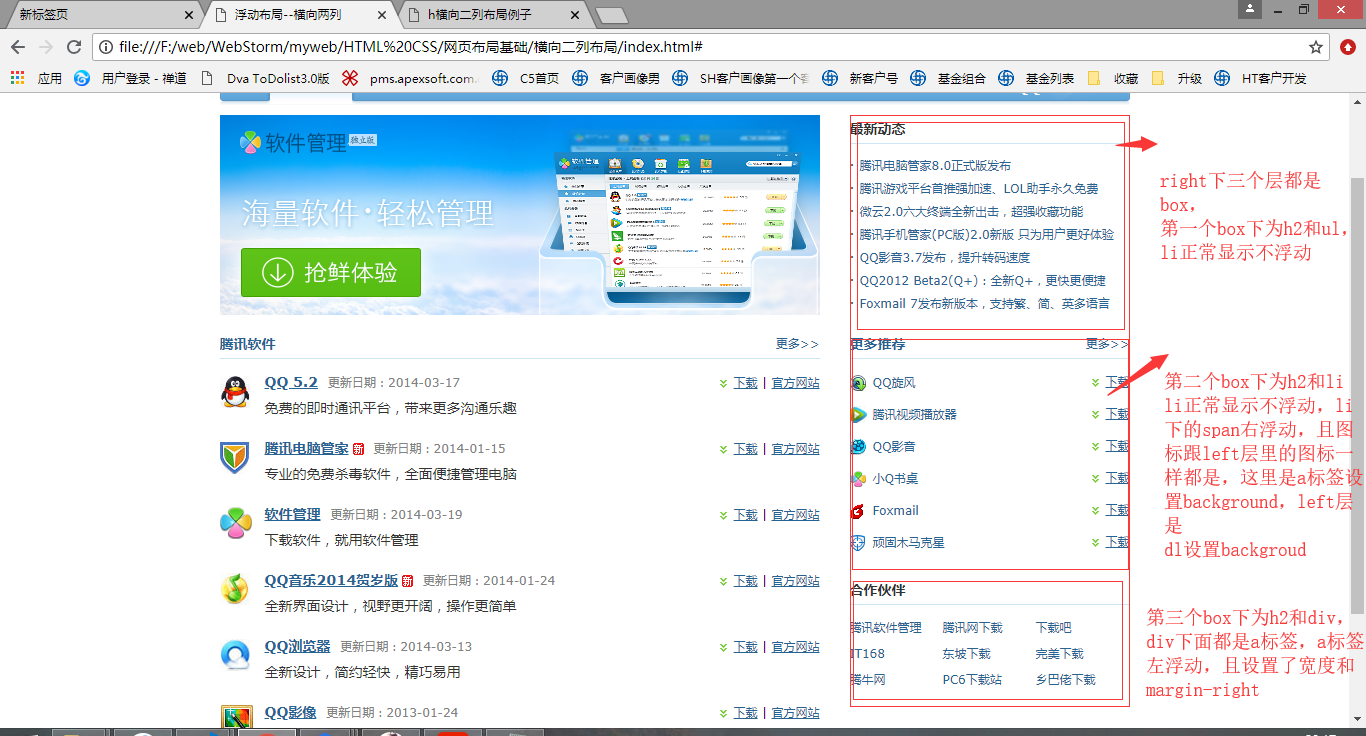 新标签页
浮动布局--横向两列
h横向二列布局例子
file:///F:/web/WebStorm/myweb/HTML%20CSS/网页布局基础/横向二列布局/index.html#
应用
用户登录 - 禅道
Dva ToDolist3.0版
pms.apexsoft.com.
C5首页
客户画像男
SH客户画像第一个客
新客户号
基金组合
基金列表
收藏
升级
HT客户开发
软件管理 独立版
海量软件·轻松管理
抢鲜体验
腾讯软件
更多>>
QQ 5.2 更新日期：2014-03-17
下载 | 官方网站
免费的即时通讯平台，带来更多沟通乐趣
腾讯电脑管家 新 更新日期：2014-01-15
下载 | 官方网站
专业的免费杀毒软件，全面便捷管理电脑
软件管理 更新日期：2014-03-19
下载 | 官方网站
下载软件，就用软件管理
QQ音乐2014贺岁版 新 更新日期：2014-01-24
下载 | 官方网站
全新界面设计，视野更开阔，操作更简单
QQ浏览器 更新日期：2014-03-13
下载 | 官方网站
全新设计，简约轻快，精巧易用
QQ影像 更新日期：2013-01-24
下载 | 官方网站
最新动态
腾讯电脑管家8.0正式版发布
腾讯游戏平台首推强加速、LOL助手永久免费
微云2.0六大终端全新出击，超强收藏功能
腾讯手机管家(PC版)2.0新版 只为用户更好体验
QQ影音3.7发布，提升转码速度
QQ2012 Beta2(Q+)：全新Q+，更快更便捷
Foxmail 7发布新版本，支持繁、简、英多语言
更多推荐
更多>>
QQ旋风 下载
腾讯视频播放器 下载
QQ影音 下载
小Q书桌 下载
Foxmail 下载
顽固木马克星 下载
合作伙伴
腾讯软件管理 腾讯网下载 下载吧
IT168 东坡下载 完美下载
腾牛网 PC6下载站 乡巴佬下载
right下三个层都是
box,
第一个box下为h2和ul,
li正常显示不浮动
第二个box下为h2和li
li正常显示不浮动，li
下的span右浮动，且图
标跟left层里的图标一
样都是，这里是a标签设
置background，left层
是
dl设置backgroud
第三个box下为h2和div,
div下面都是a标签，a标签
左浮动，且设置了宽度和
margin-right